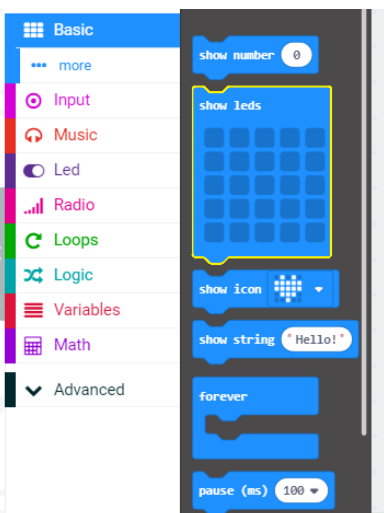 Basic
more
Input
Music
Led
Radio
Loops
Logic
Variables
Math
Advanced
show number 0
show leds
show icon
show string "Hello!"
forever
pause (ms) 100